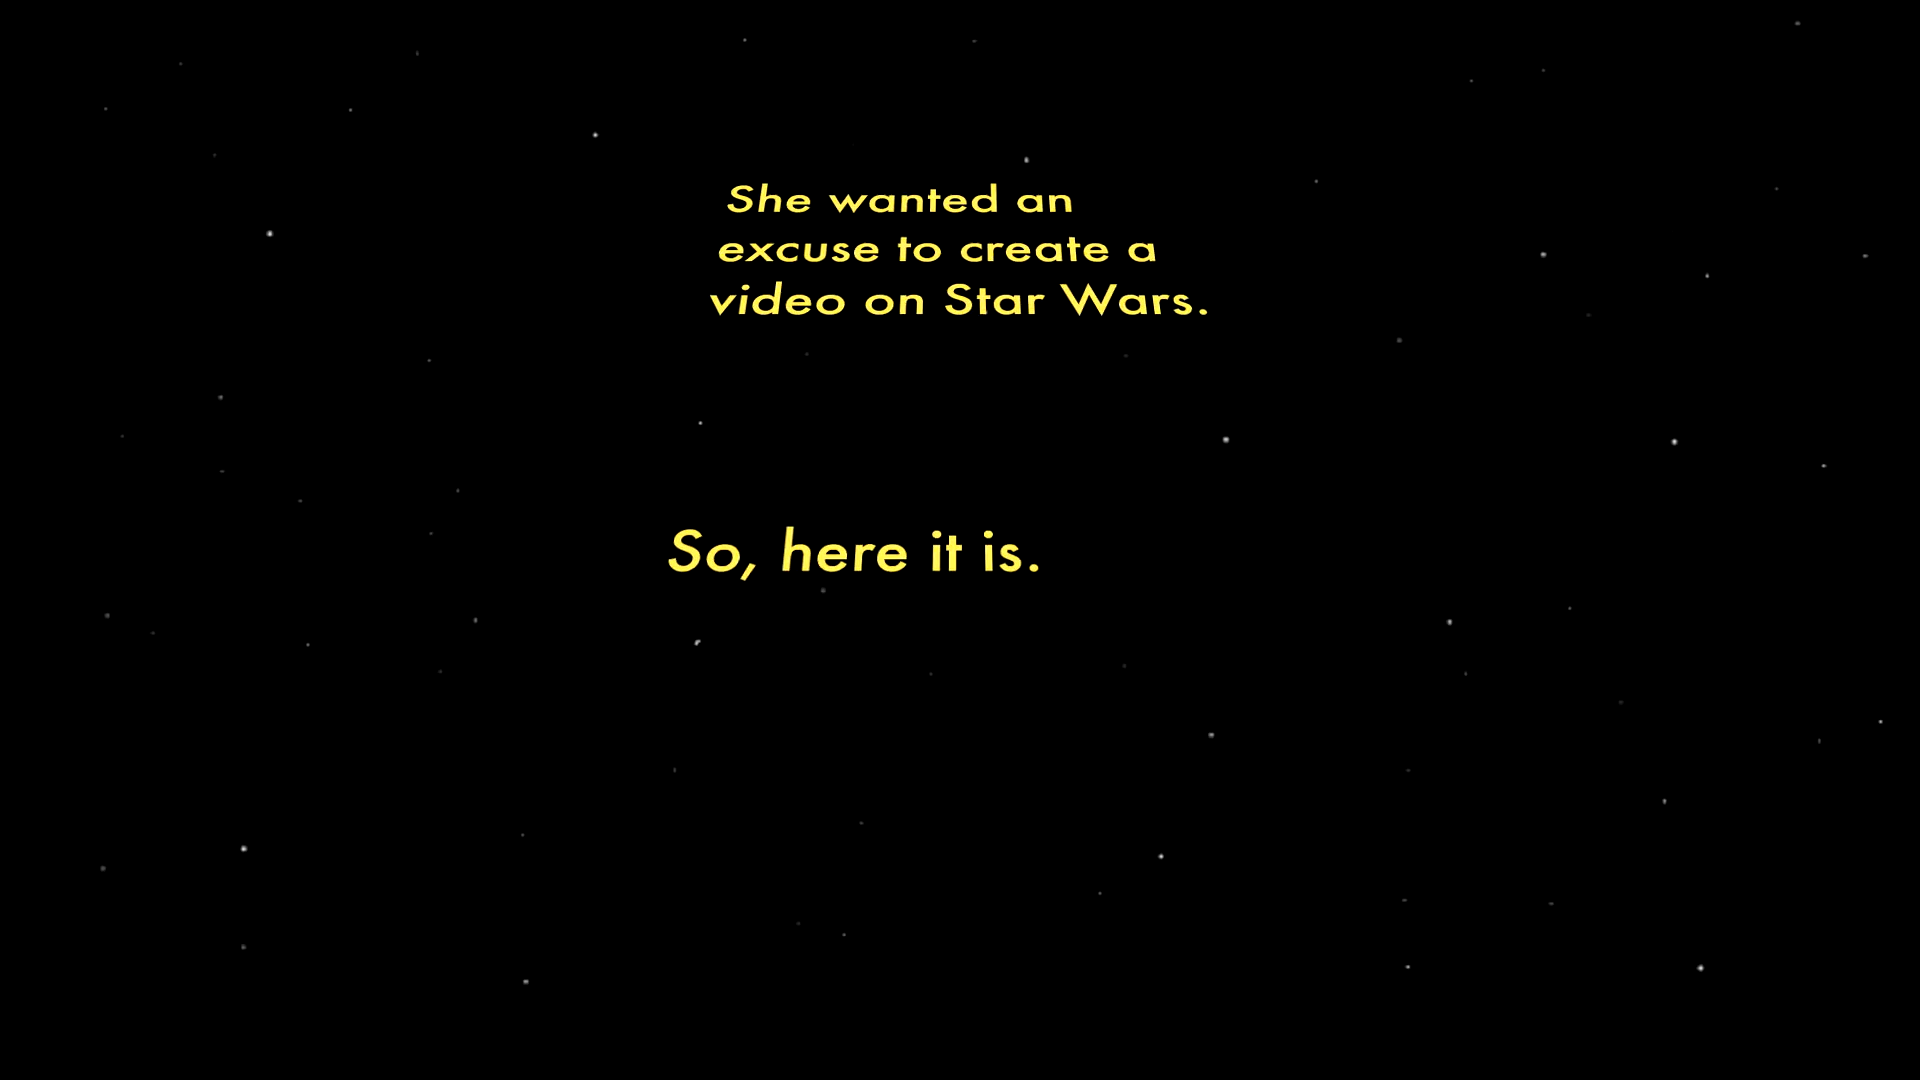 She wanted an
excuse to create a
video on Star Wars.
So, here it is.